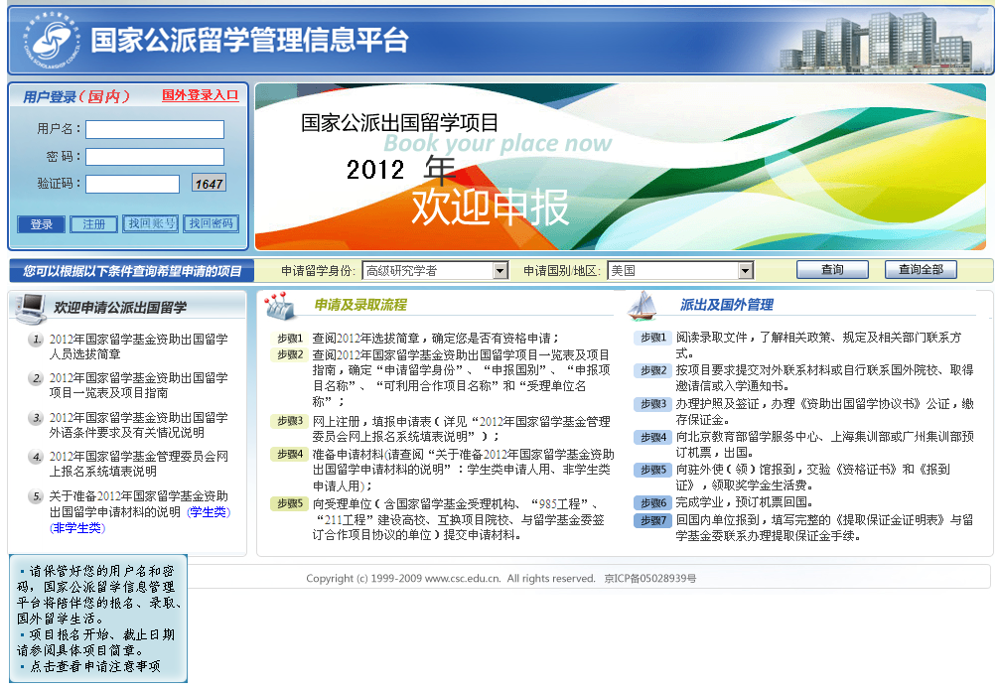 国家公派留学管理信息平台
用户登录（国内）
国外登录入口
用户名：
密 码：
验证码：
1647
登录
注册
找回账号
找回密码
国家公派出国留学项目
Book your place now
2012 年
欢迎申报
您可以根据以下条件查询希望申请的项目
申请留学身份:
高级研究学者
申请国别/地区:
美国
查询
查询全部
欢迎申请公派出国留学
1. 2012年国家留学基金资助出国留学
人员选拔简章
2. 2012年国家留学基金资助出国留学
项目一览表及项目指南
3. 2012年国家留学基金资助出国留学
外语条件要求及有关情况说明
4. 2012年国家留学基金管理委员会网
上报名系统填表说明
5. 关于准备2012年国家留学基金资助
出国留学申请材料的说明 (学生类)
(非学生类)
申请及录取流程
步骤1 查阅2012年选拔简章，确定您是否有资格申请；
步骤2 查阅2012年国家留学基金资助出国留学项目一览表及项目
指南，确定“申请留学身份”、“申报国别”、“申报项
目名称”、“可利用合作项目名称”和“受理单位名
称”；
步骤3 网上注册，填报申请表（详见“2012年国家留学基金管理
委员会网上报名系统填表说明”）；
步骤4 准备申请材料(请查阅“关于准备2012年国家留学基金资助
出国留学申请材料的说明”：学生类申请人用、非学生类
申请人用)；
步骤5 向受理单位（含国家留学基金受理机构、“985工程”、
“211工程”建设高校、互换项目院校、与留学基金委签
订合作项目协议的单位）提交申请材料。
派出及国外管理
步骤1 阅读录取文件，了解相关政策、规定及相关部门联系方
式。
步骤2 按项目要求提交对外联系材料或自行联系国外院校、取得
邀请信或入学通知书。
步骤3 办理护照及签证，办理《资助出国留学协议书》公证，缴
存保证金。
步骤4 向北京教育部留学服务中心、上海集训部或广州集训部预
订机票，出国。
步骤5 向驻外使（领）馆报到，交验《资格证书》和《报到
证》，领取奖学金生活费。
步骤6 完成学业，预订机票回国。
步骤7 回国内单位报到，填写完整的《提取保证金证明表》与留
学基金委联系办理提取保证金手续。
·请保管好您的用户名和密
码，国家公派留学信息管理
平台将陪伴您的报名、录取、
国外留学生活。
·项目报名开始、截止日期
请参阅具体项目简章。
·点击查看申请注意事项
Copyright (c) 1999-2009 www.csc.edu.cn. All rights reserved. 京ICP备05028939号